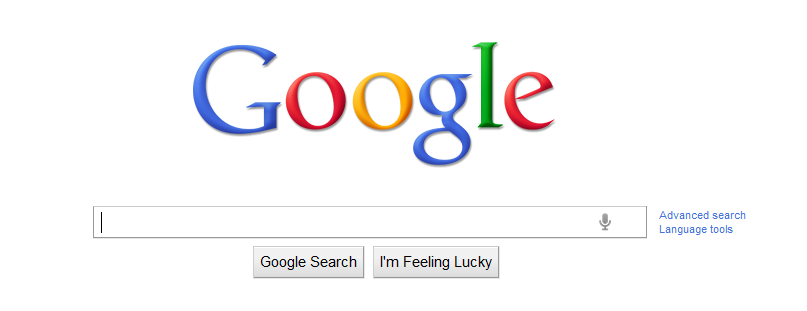 Google
Advanced search
Language tools
Google Search
I'm Feeling Lucky